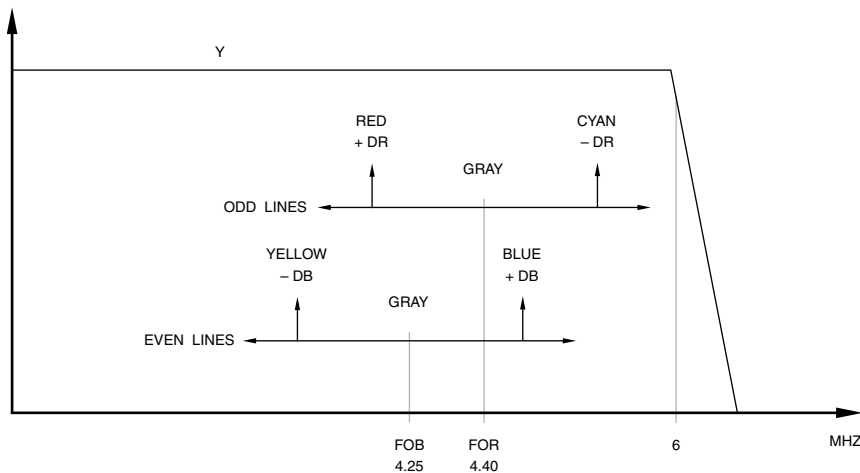 Y
RED
+ DR
CYAN
– DR
GRAY
ODD LINES
YELLOW
– DB
BLUE
+ DB
GRAY
EVEN LINES
FOB
4.25
FOR
4.40
6
MHZ